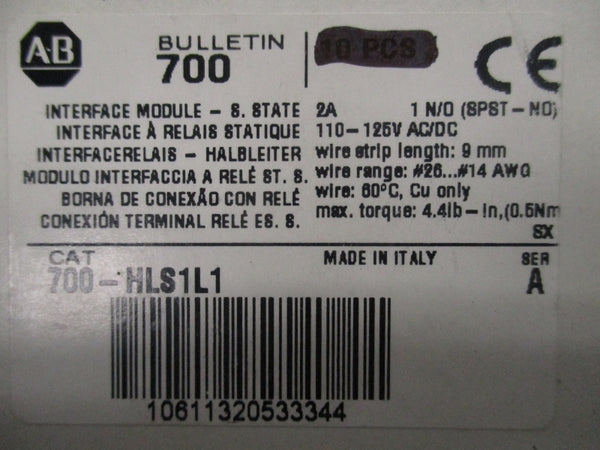 A-B
BULLETIN
700
10 PCS
CE
INTERFACE MODULE - S. STATE
INTERFACE À RELAIS STATIQUE
INTERFACERELAIS - HALBLEITER
MODULO INTERFACCIA A RELÉ ST. S.
BORNA DE CONEXÃO CON RELÉ
CONEXIÓN TERMINAL RELÉ ES. S.
2A 1 N/O (SPST - NO)
110-125V AC/DC
wire strip length: 9 mm
wire range: #26...#14 AWG
wire: 60°C, Cu only
max. torque: 4.4lb-in,(0.5Nm
SX
CAT
700-HLS1L1
MADE IN ITALY
SER
A
10611320533344